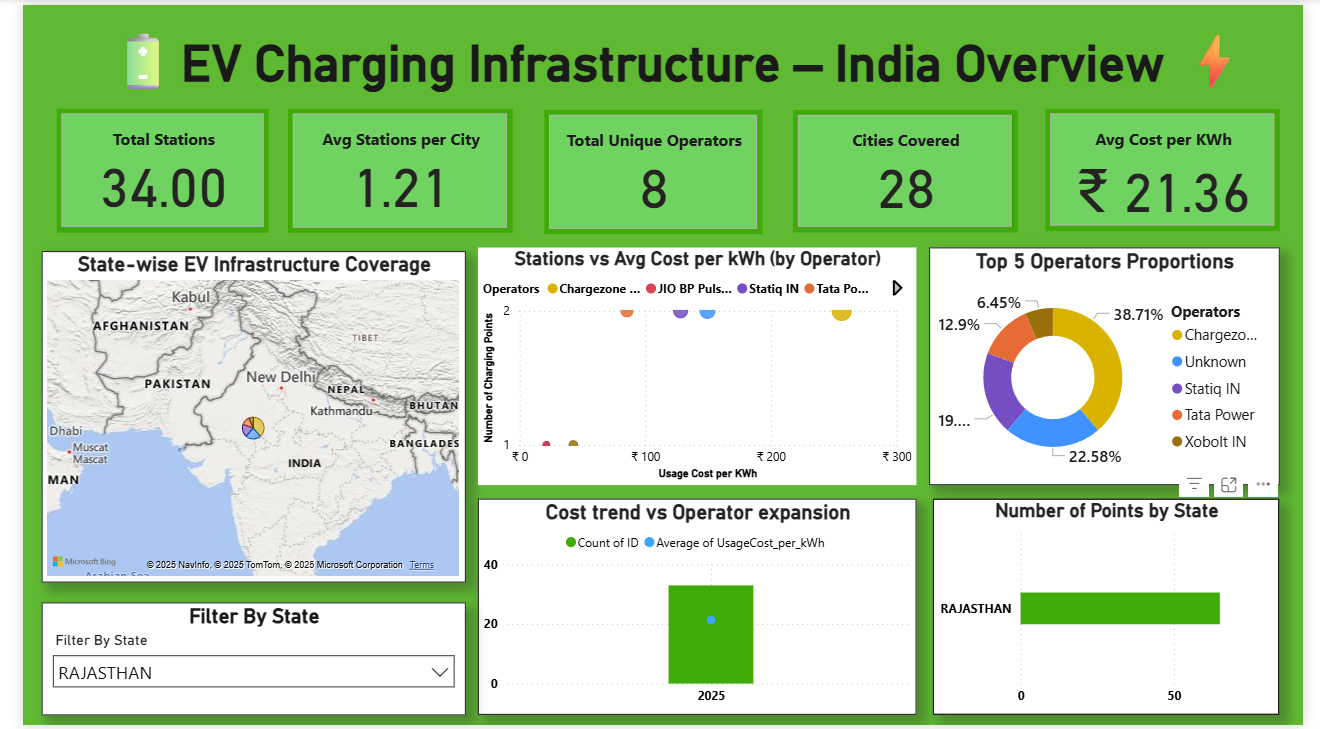 EV Charging Infrastructure – India Overview
Total Stations
34.00
Avg Stations per City
1.21
Total Unique Operators
8
Cities Covered
28
Avg Cost per KWh
₹ 21.36
State-wise EV Infrastructure Coverage
Kabul
AFGHANISTAN
TIBET
PAKISTAN
New Delhi
NEPAL
Kathmandu
BHUTAN
Dhabi
Muscat
Mascat
BANGLADES
MAN
INDIA
Microsoft Bing
© 2025 NavInfo, © 2025 TomTom, © 2025 Microsoft Corporation Terms
Arabian Sea
Filter By State
Filter By State
RAJASTHAN
Stations vs Avg Cost per kWh (by Operator)
Operators Chargezone ... JIO BP Puls... Statiq IN Tata Po...
Number of Charging Points
2
1
₹ 0 ₹ 100 ₹ 200 ₹ 300
Usage Cost per KWh
Cost trend vs Operator expansion
Count of ID Average of UsageCost_per_kWh
40
20
0
2025
Top 5 Operators Proportions
6.45%
38.71%
12.9%
19....
22.58%
Operators
Chargezo...
Unknown
Statiq IN
Tata Power
Xobolt IN
Number of Points by State
RAJASTHAN
0 50